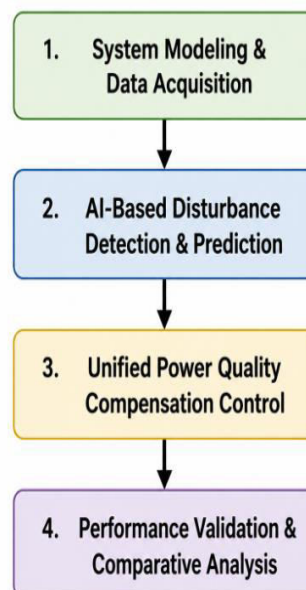 1. System Modeling &
Data Acquisition
2. AI-Based Disturbance
Detection & Prediction
3. Unified Power Quality
Compensation Control
4. Performance Validation &
Comparative Analysis